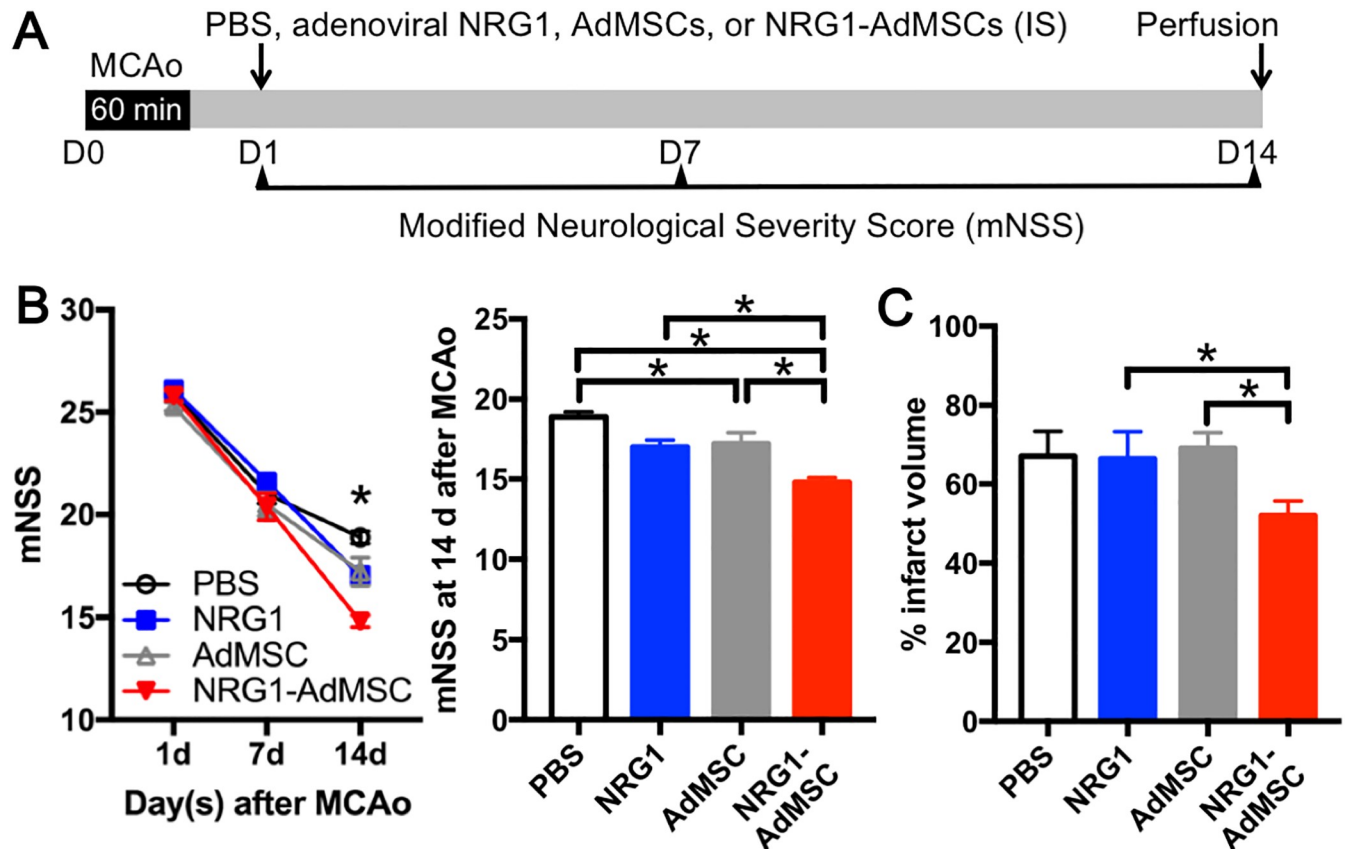 A
PBS, adenoviral NRG1, AdMSCs, or NRG1-AdMSCs (IS)
Perfusion
MCAo
60 min
D0
D1
D7
D14
Modified Neurological Severity Score (mNSS)
B
30
25
20
15
10
mNSS
*
PBS
NRG1
AdMSC
NRG1-AdMSC
1d
7d
14d
Day(s) after MCAo
mNSS at 14 d after MCAo
25
20
15
10
5
0
*
*
*
*
PBS
NRG1
AdMSC
NRG1-
AdMSC
C
% infarct volume
100
80
60
40
20
0
*
*
PBS
NRG1
AdMSC
NRG1-
AdMSC